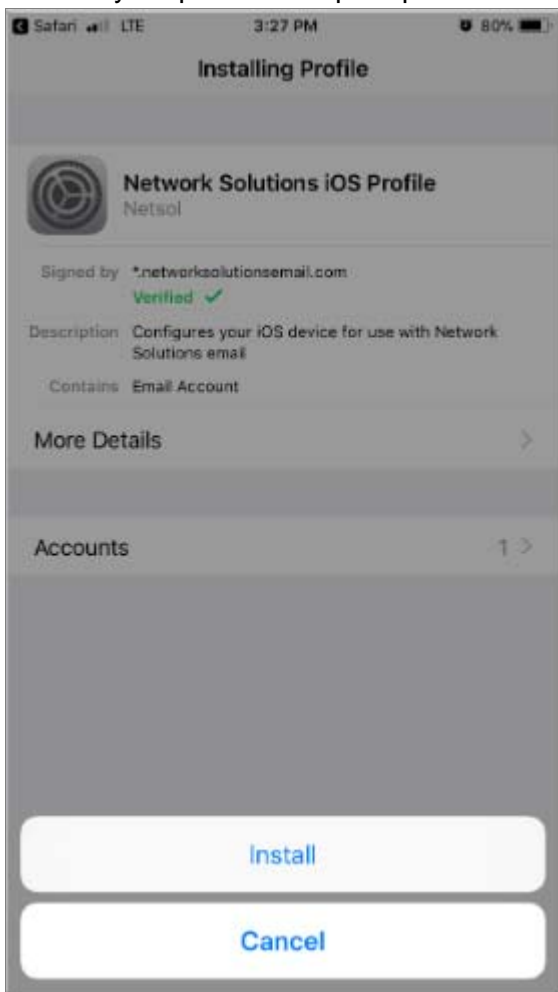 Safari LTE 3:27 PM 80%
Installing Profile
Network Solutions iOS Profile
Netsol
Signed by *.networksolutionsemail.com
Verified ✓
Description Configures your iOS device for use with Network
Solutions email
Contains Email Account
More Details
Accounts 1
Install
Cancel